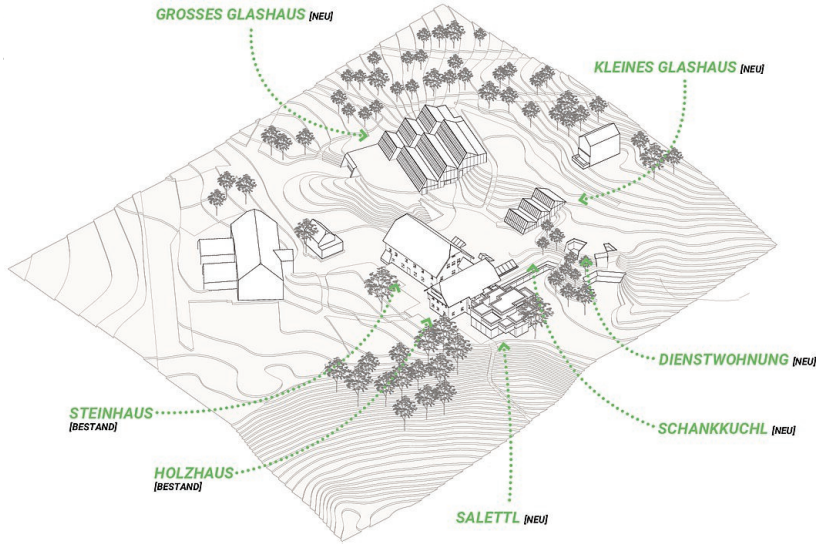 GROSSES GLASHAUS [NEU]
KLEINES GLASHAUS [NEU]
DIENSTWOHNUNG [NEU]
STEINHAUS
[BESTAND]
SCHANKKUCHL [NEU]
HOLZHAUS
[BESTAND]
SALETTL [NEU]